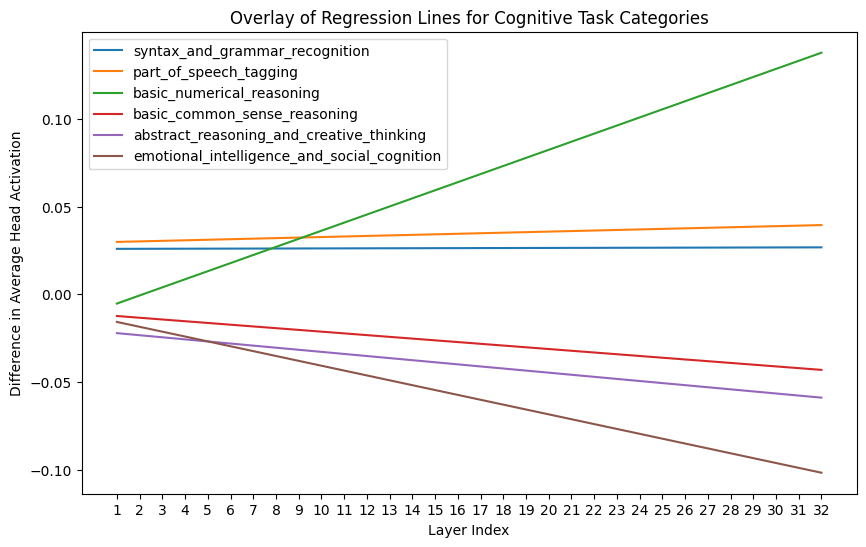 Overlay of Regression Lines for Cognitive Task Categories
syntax_and_grammar_recognition
part_of_speech_tagging
basic_numerical_reasoning
basic_common_sense_reasoning
abstract_reasoning_and_creative_thinking
emotional_intelligence_and_social_cognition
Difference in Average Head Activation
0.10
0.05
0.00
−0.05
−0.10
1 2 3 4 5 6 7 8 9 10 11 12 13 14 15 16 17 18 19 20 21 22 23 24 25 26 27 28 29 30 31 32
Layer Index